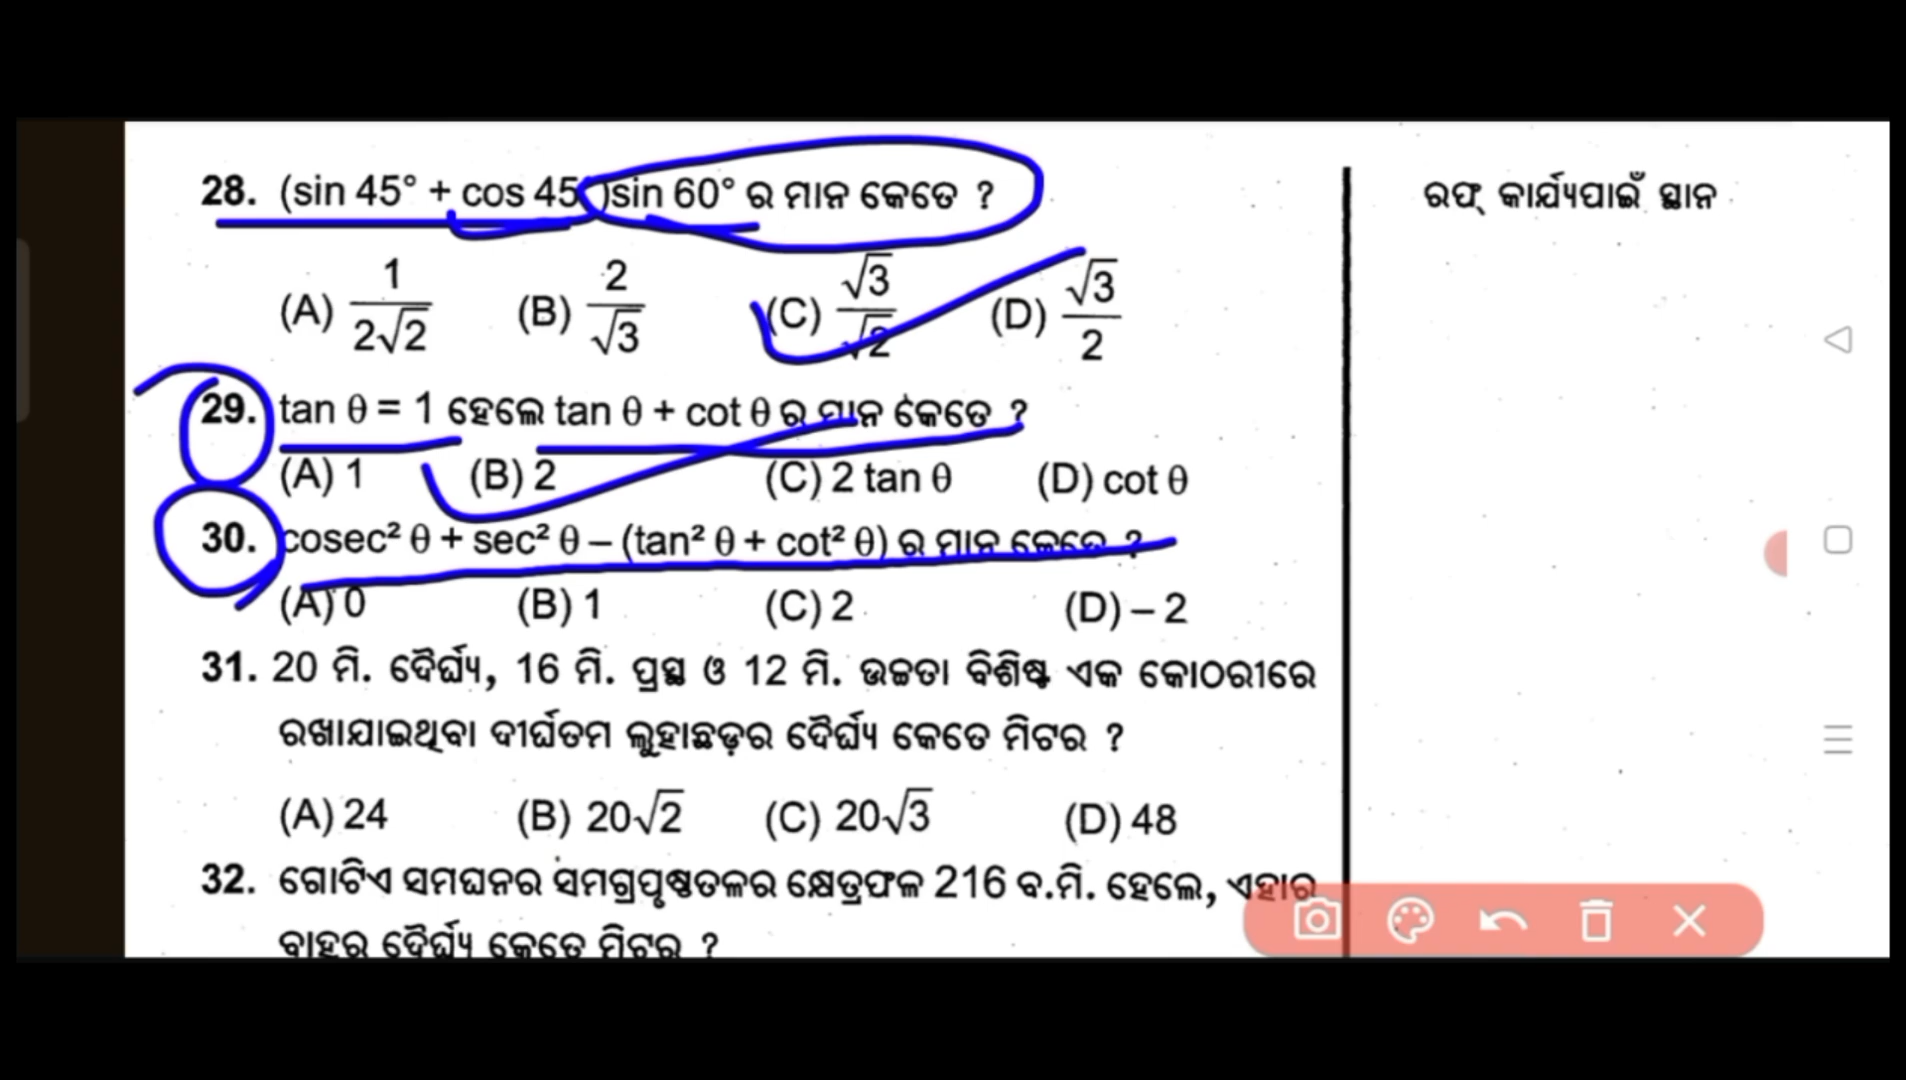 28. (sin 45° + cos 45°)sin 60° ର ମାନ କେତେ ?
ରଫ୍ କାର୍ଯ୍ୟପାଇଁ ସ୍ଥାନ
(A) 1/2√2 (B) 2/√3 (C) √3/√2 (D) √3/2
29. tan θ = 1 ହେଲେ tan θ + cot θ ର ମାନ କେତେ ?
(A) 1 (B) 2 (C) 2 tan θ (D) cot θ
30. cosec² θ + sec² θ – (tan² θ + cot² θ) ର ମାନ କେତେ ?
(A) 0 (B) 1 (C) 2 (D) – 2
31. 20 ମି. ଦୈର୍ଘ୍ୟ, 16 ମି. ପ୍ରସ୍ଥ ଓ 12 ମି. ଉଚ୍ଚତା ବିଶିଷ୍ଟ ଏକ କୋଠରୀରେ
ରଖାଯାଇଥିବା ଦୀର୍ଘତମ ଲୁହାଛଡ଼ର ଦୈର୍ଘ୍ୟ କେତେ ମିଟର ?
(A) 24 (B) 20√2 (C) 20√3 (D) 48
32. ଗୋଟିଏ ସମଘନର ସମଗ୍ରପୃଷ୍ଠତଳର କ୍ଷେତ୍ରଫଳ 216 ବ.ମି. ହେଲେ, ଏହାର
ବାହୁର ଦୈର୍ଘ୍ୟ କେତେ ମିଟର ?